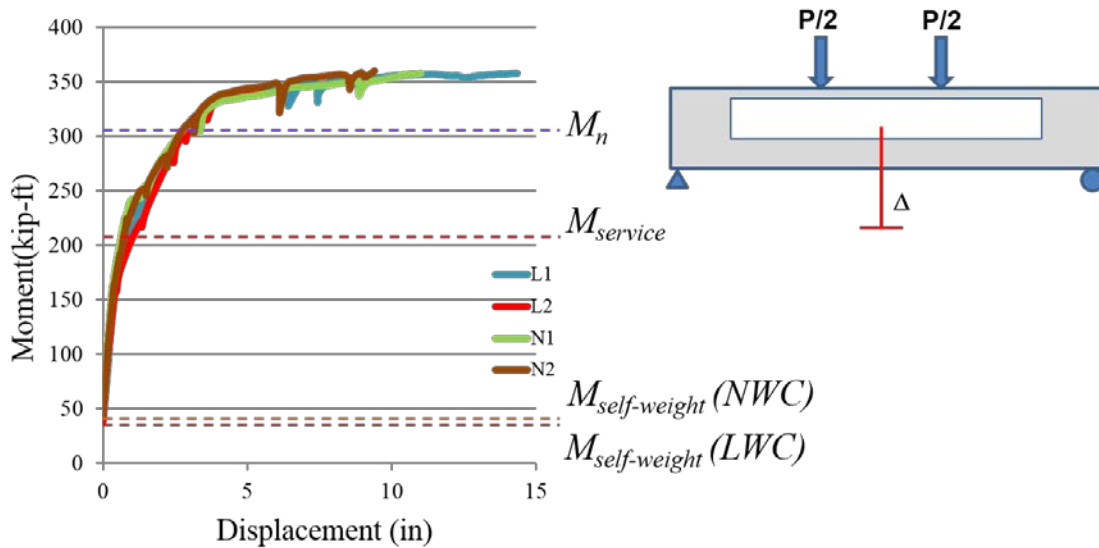 400
350
300
250
200
150
100
50
0
Moment(kip-ft)
0 5 10 15
Displacement (in)
L1
L2
N1
N2
Mn
Mservice
Mself-weight (NWC)
Mself-weight (LWC)
P/2 P/2
Δ